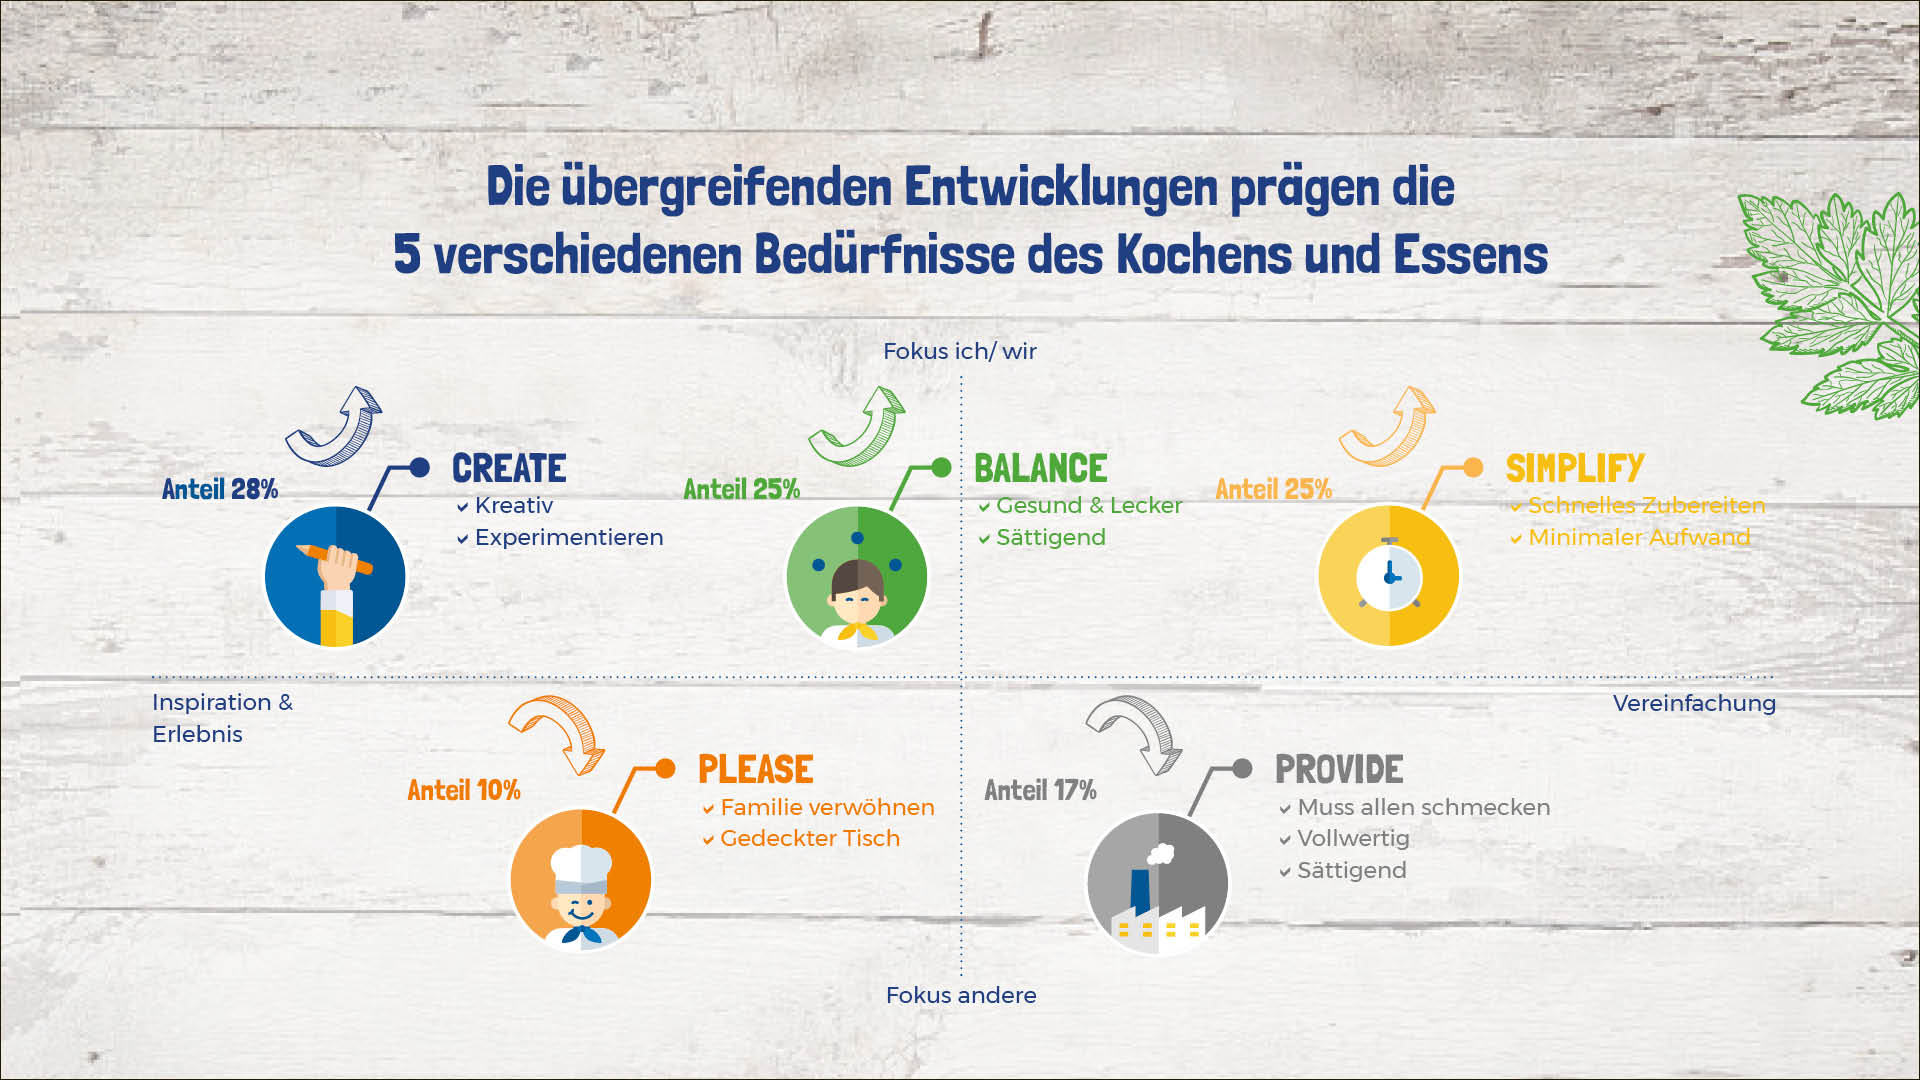 Die übergreifenden Entwicklungen prägen die
5 verschiedenen Bedürfnisse des Kochens und Essens
Fokus ich/ wir
Anteil 28%
CREATE
Kreativ
Experimentieren
Anteil 25%
BALANCE
Gesund & Lecker
Sättigend
Anteil 25%
SIMPLIFY
Schnelles Zubereiten
Minimaler Aufwand
Inspiration &
Erlebnis
Vereinfachung
Anteil 10%
PLEASE
Familie verwöhnen
Gedeckter Tisch
Anteil 17%
PROVIDE
Muss allen schmecken
Vollwertig
Sättigend
Fokus andere